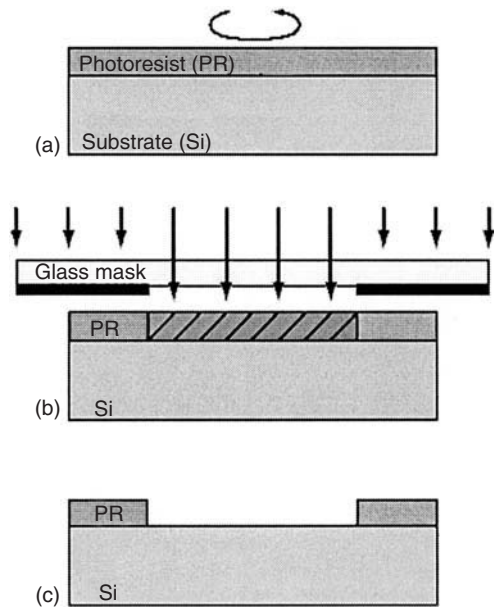 Photoresist (PR)
Substrate (Si)
(a)
Glass mask
PR
Si
(b)
PR
Si
(c)